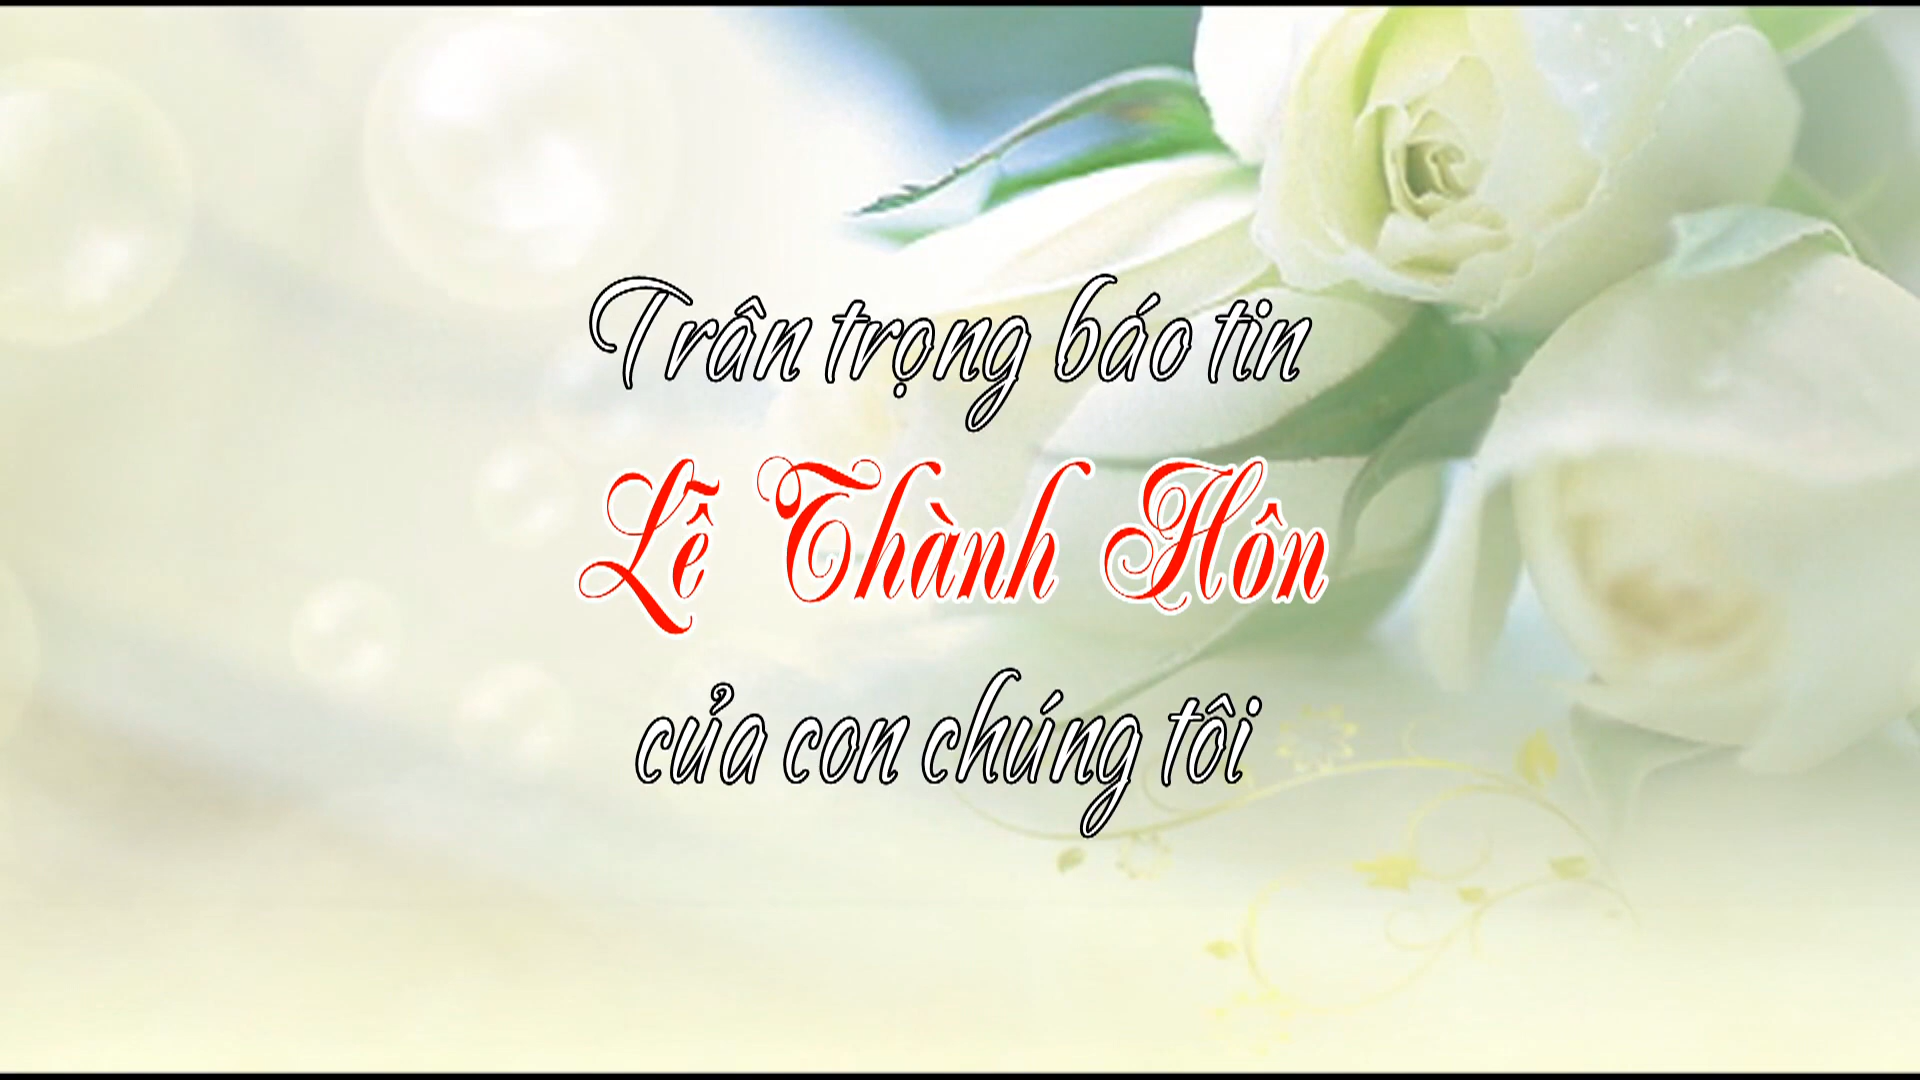 Trân trọng báo tin
Lễ Thành Hôn
của con chúng tôi